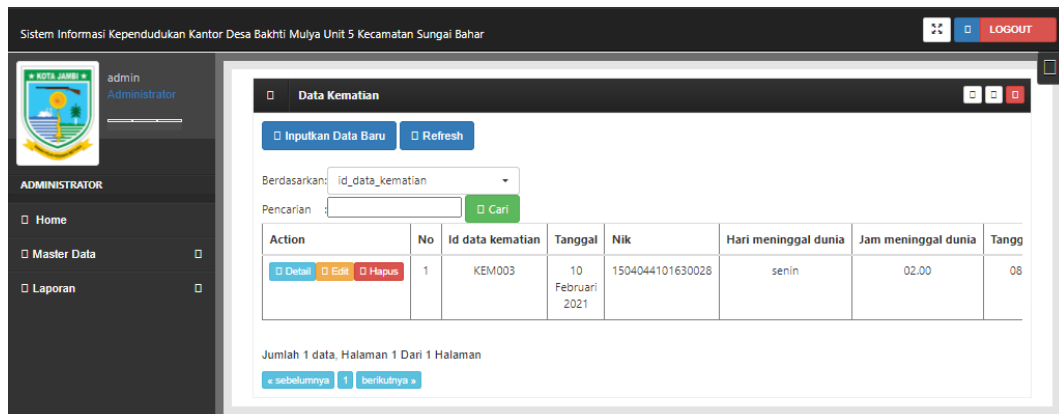 Sistem Informasi Kependudukan Kantor Desa Bakhti Mulya Unit 5 Kecamatan Sungai Bahar
LOGOUT
KOTA JAMBI
admin
Administrator
ADMINISTRATOR
Home
Master Data
Laporan
Data Kematian
Inputkan Data Baru Refresh
Berdasarkan: id_data_kematian
Pencarian :
Cari
Action No Id data kematian Tanggal Nik Hari meninggal dunia Jam meninggal dunia Tangg
Detail Edit Hapus 1 KEM003 10 1504044101630028 senin 02.00 08
Februari
2021
Jumlah 1 data, Halaman 1 Dari 1 Halaman
« sebelumnya 1 berikutnya »